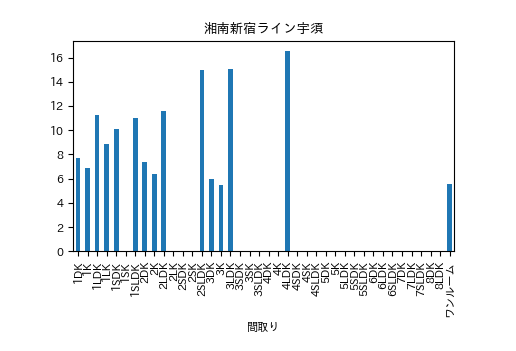 湘南新宿ライン宇須
16
14
12
10
8
6
4
2
0
1DK
1K
1LDK
1LK
1SDK
1SK
1SLDK
2DK
2K
2LDK
2LK
2SDK
2SK
2SLDK
3DK
3K
3LDK
3SDK
3SK
3SLDK
4DK
4K
4LDK
4SDK
4SK
4SLDK
5DK
5K
5LDK
5SDK
5SLDK
6DK
6LDK
6SLDK
7DK
7LDK
7SLDK
8DK
8LDK
ワンルーム
間取り